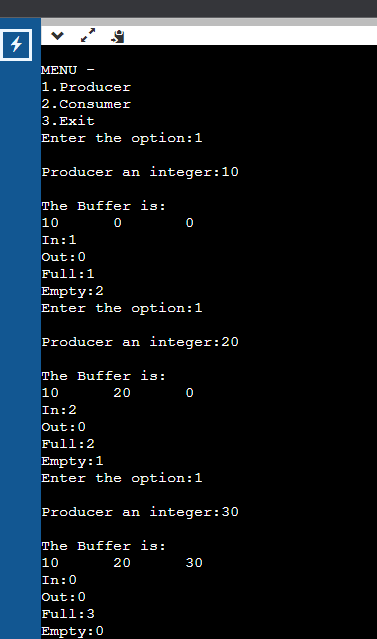 MENU -
1.Producer
2.Consumer
3.Exit
Enter the option:1
Producer an integer:10
The Buffer is:
10 0 0
In:1
Out:0
Full:1
Empty:2
Enter the option:1
Producer an integer:20
The Buffer is:
10 20 0
In:2
Out:0
Full:2
Empty:1
Enter the option:1
Producer an integer:30
The Buffer is:
10 20 30
In:0
Out:0
Full:3
Empty:0